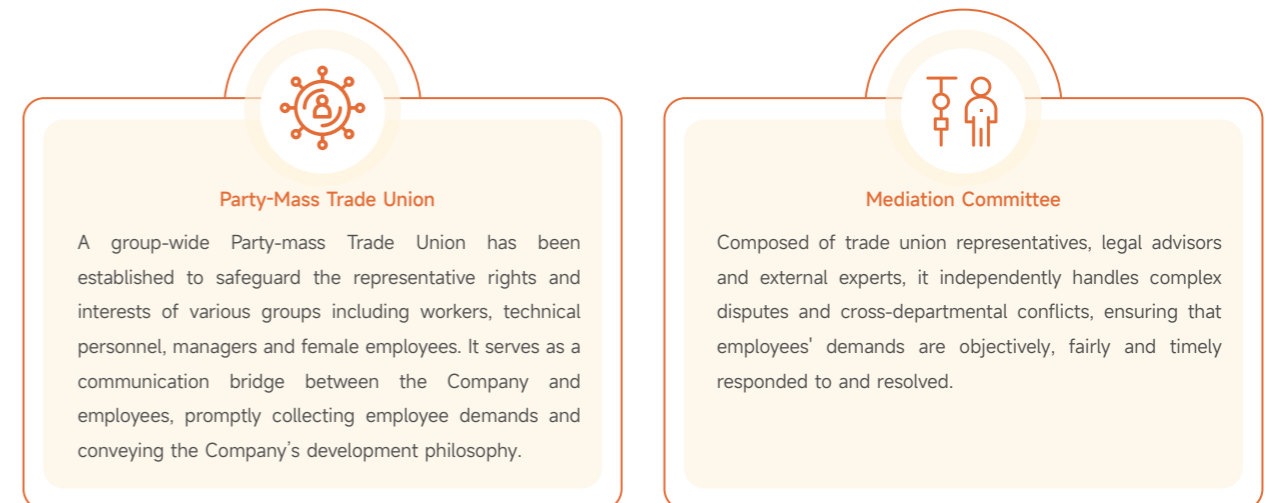 Party-Mass Trade Union
A group-wide Party-mass Trade Union has been
established to safeguard the representative rights and
interests of various groups including workers, technical
personnel, managers and female employees. It serves as a
communication bridge between the Company and
employees, promptly collecting employee demands and
conveying the Company's development philosophy.
Mediation Committee
Composed of trade union representatives, legal advisors
and external experts, it independently handles complex
disputes and cross-departmental conflicts, ensuring that
employees' demands are objectively, fairly and timely
responded to and resolved.